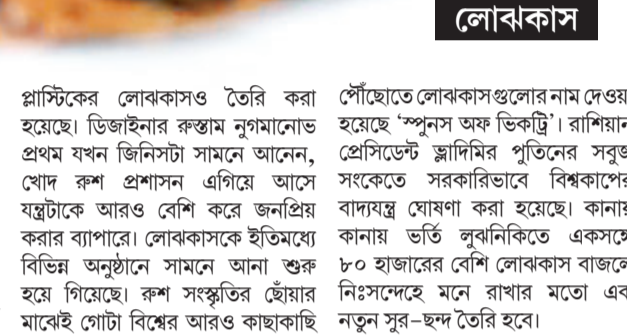 লোঝকাস
প্লাস্টিকের লোঝকাসও তৈরি করা
হয়েছে। ডিজাইনার রুস্তাম নুগমানোভ
প্রথম যখন জিনিসটা সামনে আনেন,
খোদ রুশ প্রশাসন এগিয়ে আসে
যন্ত্রটাকে আরও বেশি করে জনপ্রিয়
করার ব্যাপারে। লোঝকাসকে ইতিমধ্যে
বিভিন্ন অনুষ্ঠানে সামনে আনা শুরু
হয়ে গিয়েছে। রুশ সংস্কৃতির ছোঁয়ার
মাঝেই গোটা বিশ্বের আরও কাছাকাছি
পৌঁছোতে লোঝকাসগুলোর নাম দেওয়
হয়েছে ‘স্পুনস অফ ভিকট্রি’। রাশিয়ান
প্রেসিডেন্ট ভ্লাদিমির পুতিনের সবুজ
সংকেতে সরকারিভাবে বিশ্বকাপের
বাদ্যযন্ত্র ঘোষণা করা হয়েছে। কানায়
কানায় ভর্তি লুঝনিকিতে একসঙ্গে
৮০ হাজারের বেশি লোঝকাস বাজলে
নিঃসন্দেহে মনে রাখার মতো এক
নতুন সুর-ছন্দ তৈরি হবে।